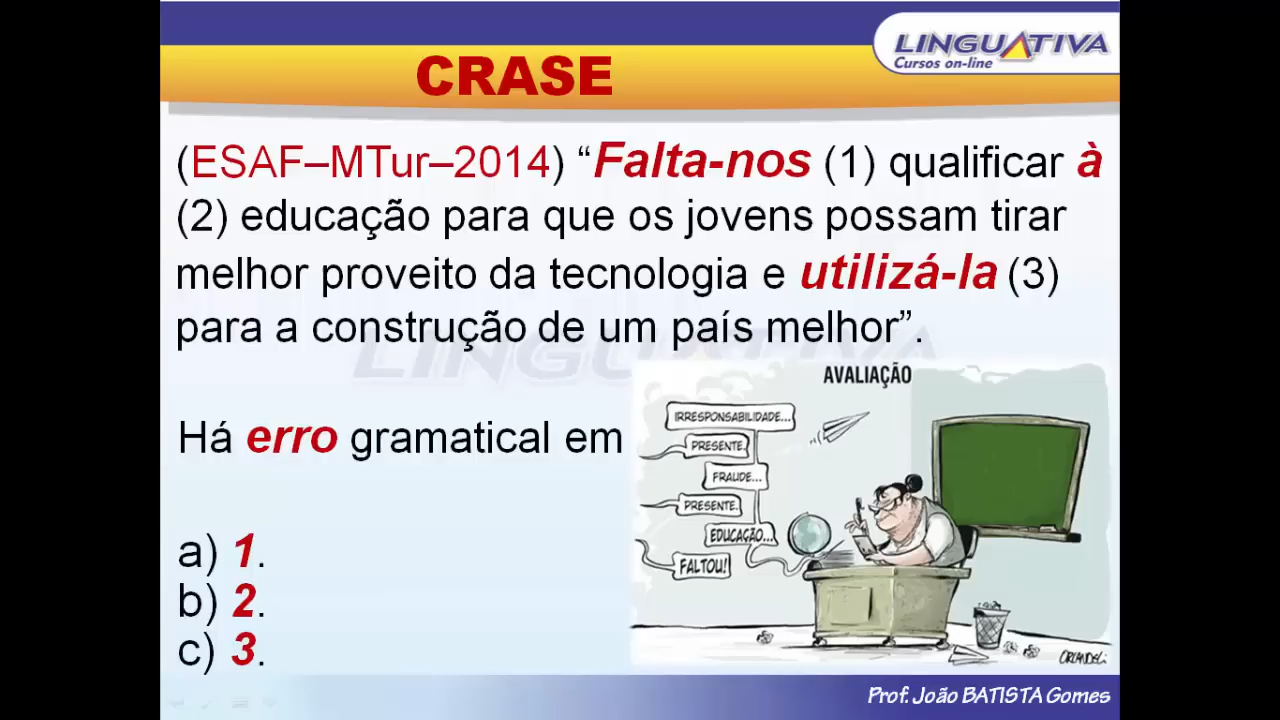 LINGUATIVA
Cursos on-line
CRASE
(ESAF–MTur–2014) “Falta-nos (1) qualificar à
(2) educação para que os jovens possam tirar
melhor proveito da tecnologia e utilizá-la (3)
para a construção de um país melhor”.
LINGUATIVA
Há erro gramatical em
a) 1.
b) 2.
c) 3.
AVALIAÇÃO
IRRESPONSABILIDADE...
PRESENTE.
FRAUDE...
PRESENTE.
EDUCAÇÃO...
FALTOU!
ORLANDELI
Prof. João BATISTA Gomes